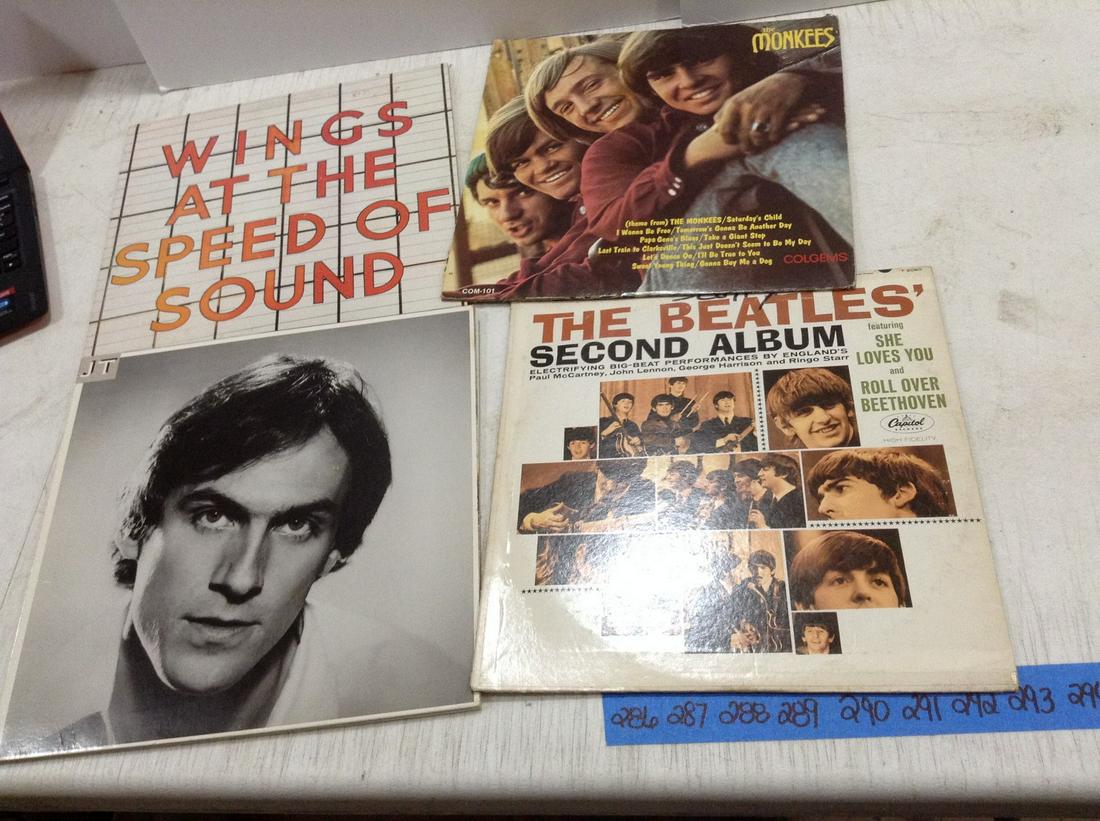 WINGS
AT THE
SPEED OF
SOUND
the
MONKEES
(theme from) THE MONKEES/Saturday's Child
I Wanna Be Free/Tomorrow's Gonna Be Another Day
Papa Gene's Blues/Take a Giant Step
Last Train to Clarksville/This Just Doesn't Seem to Be My Day
Let's Dance On/I'll Be True to You
Sweet Young Thing/Gonna Buy Me a Dog
COLGEMS
COM-101
JT
THE BEATLES'
SECOND ALBUM
ELECTRIFYING BIG-BEAT PERFORMANCES BY ENGLAND'S
Paul McCartney, John Lennon, George Harrison and Ringo Starr
featuring
SHE
LOVES YOU
and
ROLL OVER
BEETHOVEN
Capitol
RECORDS
HIGH FIDELITY
286 287 288 289 290 291 292 293 294